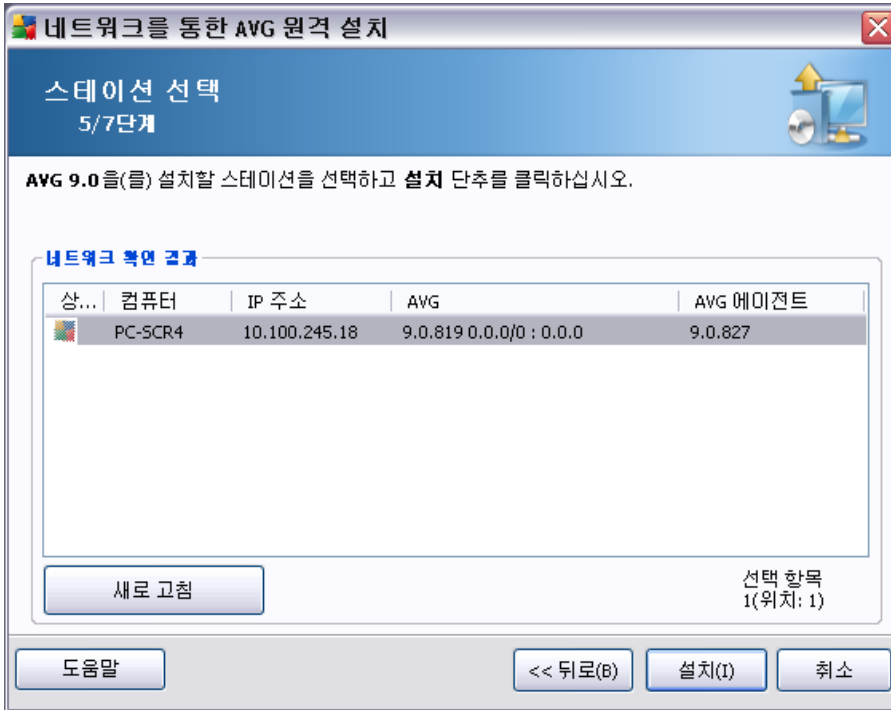 네트워크를 통한 AVG 원격 설치
스테이션 선택
5/7단계
AVG 9.0을(를) 설치할 스테이션을 선택하고 설치 단추를 클릭하십시오.
네트워크 확인 결과
상... 컴퓨터 IP 주소 AVG AVG 에이전트
PC-SCR4 10.100.245.18 9.0.819 0.0.0/0 : 0.0.0 9.0.827
새로 고침
선택 항목
1(위치: 1)
도움말 << 뒤로(B) 설치(I) 취소